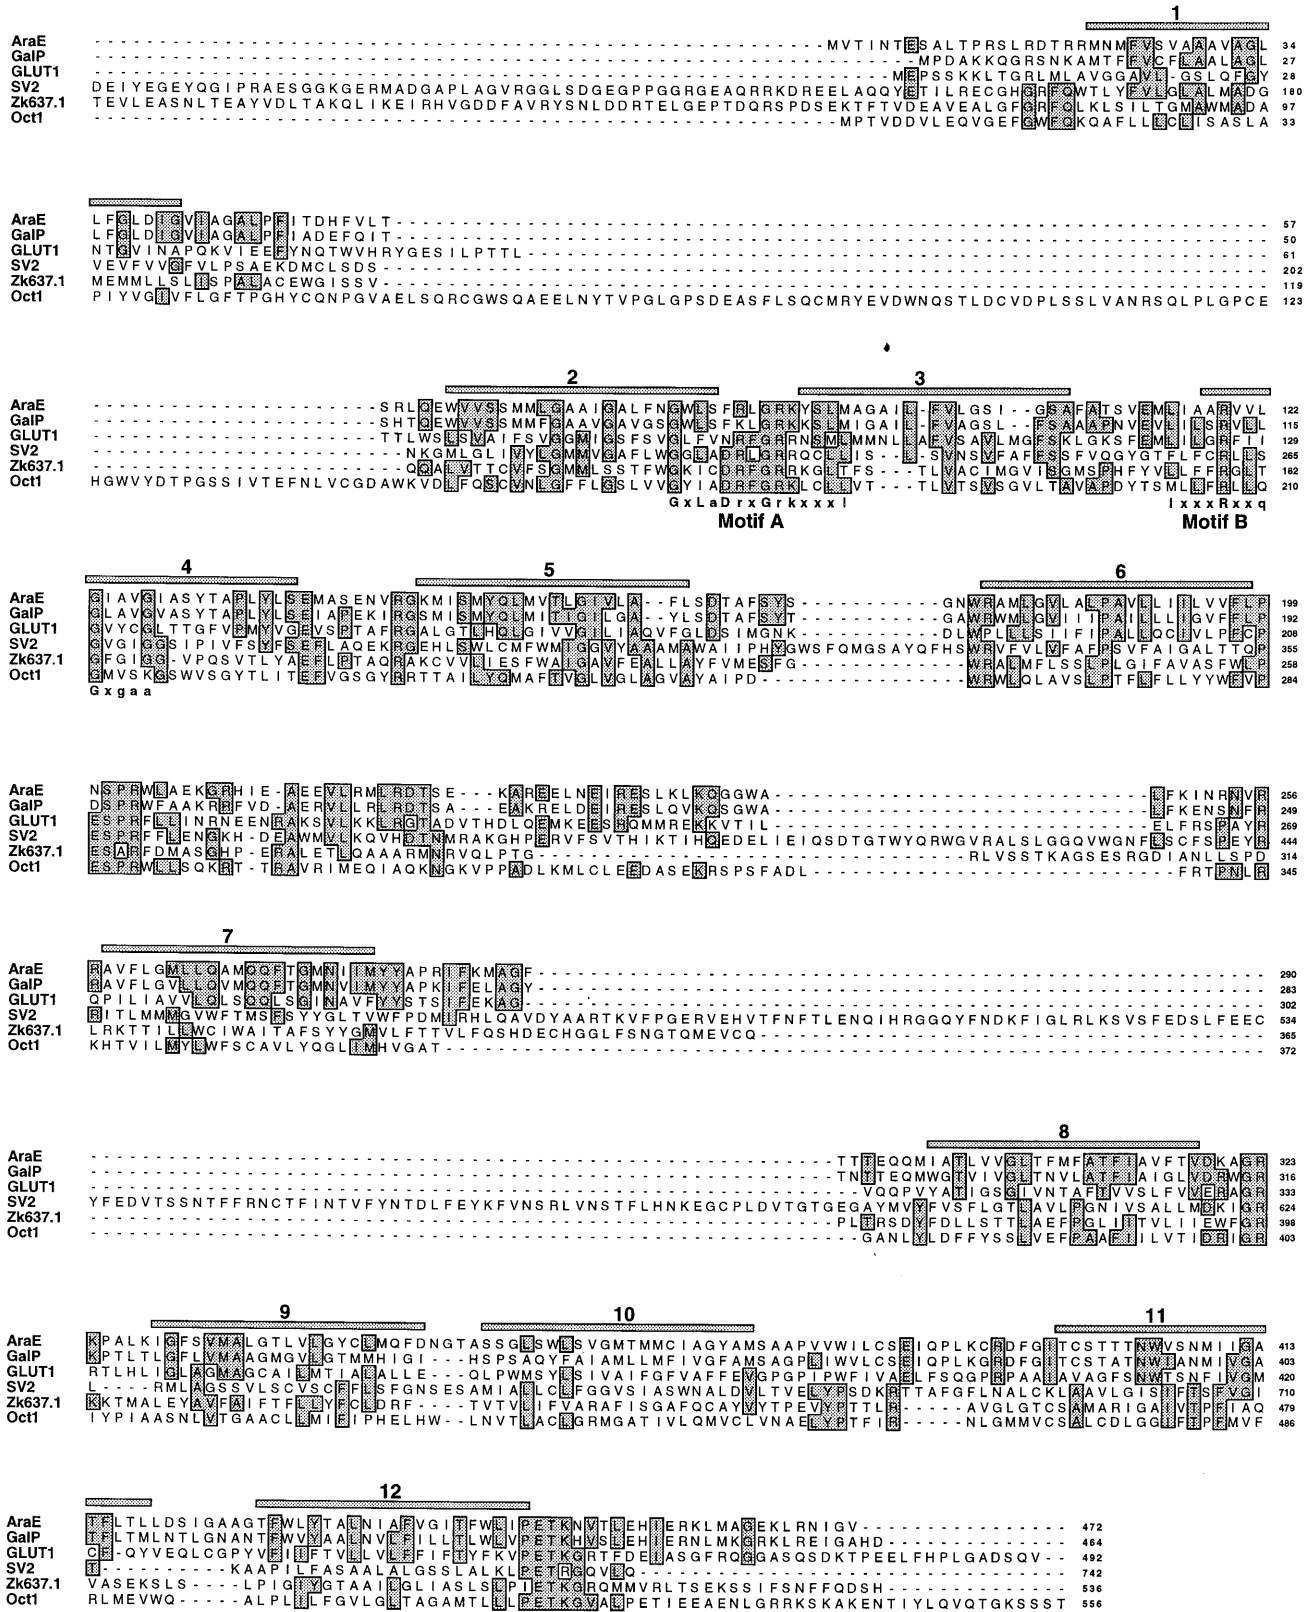 1
AraE MVTINTESALTPRSLRDTRRMNMFVSVAAAVAGL 34
GalP MPDAKKQGRSNKAMTFFVCFLAALAGL 27
GLUT1 MEPSSKKLTGRLMLAVGGAVL-GSLQFGY 28
SV2 DEIYEGEYQGIPRAESGGKGERMADGAPLAGVRGGLSDGEGPPGGRGEAQRRKDREELAQQYETILRECGHGRFQWTLYFVLGLALMADG 180
Zk637.1 TEVLEASNLTEAYVDLTAKQLIKEIRHVGDDFAVRYSNLDDRTELGEPTDQRSPDSEKTFTVDEAVEALGFGRFQLKLSILTGMAWMADA 97
Oct1 MPTVDDVLEQVGEFGWFQKQAFLLLCLISASLA 33
AraE LFGLDIGVIAGALPFITDHFVLT 57
GalP LFGLDIGVIAGALPFIADEFQIT 50
GLUT1 NTGVINAPQKVIEEFYNQTWVHRYGESILPTTL 61
SV2 VEVFVVGFVLPSAEKDMCLSDS 202
Zk637.1 MEMMLLSLISPALACEWGISSV 119
Oct1 PIYVGIVFLGFTPGHYCQNPGVAELSQRCGWSQAEELNYTVPGLGPSDEASFLSQCMRYEVDWNQSTLDCVDPLSSLVANRSQLPLGPCE 123
2 3
AraE SRLQEWVVSSMMLGAAIGALFNGWLSFRLGRKYSLMAGAIL-FVLGSI--GSAFATSVEMLIAARVVL 122
GalP SHTQEWVVSSMMFGAAVGAVGSGWLSFKLGRKKSLMIGAIL-FVAGSL--FSAAAPNVEVLILSRVLL 115
GLUT1 TTLWSLSVAIFSVGGMIGSFSVGLFVNRFGRRNSMLMMNLLAFVSAVLMGFSKLGKSFEMLILGRFII 129
SV2 NKGMLGLIVYLGMMVGAFLWGGLADRLGRRQCLLIS--L-SVNSVFAFFSSFVQGYGTFLFCRLLS 265
Zk637.1 QQALVTTCVFSGMMLSSTFWGKICDRFGRRKGLTFS---TLVACIMGVISGMSPHFYVLLFFRGLT 182
Oct1 HGWVYDTPGSSIVTEFNLVCGDAWKVDLFQSCVNLGFFLGSLVVGYIADRFGRKLCLLVT---TLVTSVSGVLTAVAPDYTSMLLFRLLQ 210
GxLaDrxGrkxxxl lxxxRxxq
Motif A Motif B
4 5 6
AraE GIAVGIASYTAPLYLSEMASENVRGKMISMYQLMVTLGIVLA--FLSDTAFSYS-----------GNWRAMLGVLALPAVLLIILVVFLP 199
GalP GLAVGVASYTAPLYLSEIAPEKIRGSMISMYQLMITIGILGA--YLSDTAFSYT-----------GAWRWMLGVIIIPAILLLIGVFFLP 192
GLUT1 GVYCGLTTGFVPMYVGEVSPTAFRGALGTLHQLGIVVGILIAQVFGLDSIMGNK-----------DLWPLLLSIIFIPALLQCIVLPFCP 208
SV2 GVGIGGSIPIVFSYFSEFLAQEKRGEHLSWLCMFWMIGGVYAAAMAWAIIPHYGWSFQMGSAYQFHSWRVFVLVFAFPSVFAIGALTTQP 355
Zk637.1 GFGIGG-VPQSVTLYAEFLPTAQRAKCVVLIESFWAIGAVFEALLAYFVMESFG-------------WRALMFLSSLPLGIFAVASFWLP 258
Oct1 GMVSKGSWVSGYTLITEFVGSGYRRTTAILYQMAFTVGLVGLAGVAYAIPD----------------WRWLQLAVSLPTFLFLLYYWFVP 284
Gxgaa
AraE NSPRWLAEKGRHIE-AEEVLRMLRDTSE---KAREELNEIRESLKLKQGGWA LFKINRNVR 256
GalP DSPRWFAAKRRFVD-AERVLLRLRDTSA---EAKRELDEIRESLQVKQSGWA LFKENSNFR 249
GLUT1 ESPRFLLINRNEENRAKSVLKKLRGTADVTHDLQEMKEESRQMMREKKVTIL ELFRSPAYR 269
SV2 ESPRFFLENGKH-DEAWMVLKQVHDTNMRAKGHPERVFSVTHIKTIHQEDELIEIQSDTGTWYQRWGVRALSLGGQVWGNFLSCFSPEYR 444
Zk637.1 ESARFDMASGHP-ERALETLQAAARMNRVQLPTG RLVSSTKAGSESRGDIANLLSPD 314
Oct1 ESPRWLLSQKRT-TRAVRIMEQIAQKNGKVPPADLKMLCLEEDASEKRSPSFADL FRTPNLR 345
7
AraE RAVFLGMLLQAMQQFTGMNIIMYYAPRIFKMAGF 290
GalP RAVFLGVLLQVMQQFTGMNVIMYYAPKIFELAGY 283
GLUT1 QPILIAVVLQLSQQLSGINAVFYYSTSIFEKAG 302
SV2 RITLMMMGVWFTMSFSYYGLTVWFPDMIRHLQAVDYAARTKVFPGERVEHVTFNFTLENQIHRGGQYFNDKFIGLRLKSVSFEDSLFEEC 534
Zk637.1 LRKTTILLWCIWAITAFSYYGMVLFTTVLFQSHDECHGGLFSNGTQMEVCQ 365
Oct1 KHTVILMYLWFSCAVLYQGLIMHVGAT 372
8
AraE TTTEQQMIATLVVGLTFMFATFIAVFTVDKAGR 323
GalP TNTTEQMWGTVIVGLTNVLATFIAIGLVDRWGR 316
GLUT1 VQQPVYATIGSGIVNTAFTVVSLFVVERAGR 333
SV2 YFEDVTSSNTFFRNCTFINTVFYNTDLFEYKFVNSRLVNSTFLHNKEGCPLDVTGTGEGAYMVYFVSFLGTLAVLPGNIVSALLMDKIGR 624
Zk637.1 PLTRSDYFDLLSTTLAEFPGLIITVLIIEWFGR 398
Oct1 GANLYLDFFYSSLVEFPAAFIILVTIDRIGR 403
9 10 11
AraE KPALKIGFSVMALGTLVLGYCLMQFDNGTASSGLSWLSVGMTMMCIAGYAMSAAPVVWILCSEIQPLKCRDFGITCSTTTNWVSNMIIGA 413
GalP KPTLTLGFLVMAAGMGVLGTMMHIGI---HSPSAQYFAIAMLLMFIVGFAMSAGPLIWVLCSEIQPLKGRDFGITCSTATNWIANMIVGA 403
GLUT1 RTLHLIGLAGMAGCAILMTIALALLE---QLPWMSYLSIVAIFGFVAFFEVGPGPIPWFIVAELFSQGPRPAAIAVAGFSNWTSNFIVGM 420
SV2 L----RMLAGSSVLSCVSCFFLSFGNSESAMIALLCLFGGVSIASWNALDVLTVELYPSDKRTTAFGFLNALCKLAAVLGISIFTSFVGI 710
Zk637.1 KKTMALEYAVFAIFTFLLYFCLDRF---TVTVLIFVARAFISGAFQCAYVYTPEVYPTTLR-----AVGLGTCSAMARIGAIVTPFIAQ 479
Oct1 IYPIAASNLVTGAACLLMIFIPHELHW--LNVTLACLGRMGATIVLQMVCLVNAELYPTFIR-----NLGMMVCSALCDLGGIFTPFMVF 486
12
AraE TFLTLLDSIGAAGTFWLYTALNIAFVGITFWLIPETKNVTLEHIERKLMAGEKLRNIGV 472
GalP TFLTMLNTLGNANTFWVYAALNVLFILLTLWLVPETKHVSLEHIERNLMKGRKLREIGAHD 464
GLUT1 CF-QYVEQLCGPYVFIIFTVLLVLFFIFTYFKVPETKGRTFDEIASGFRQGGASQSDKTPEELFHPLGADSQV 492
SV2 T------------KAAPILFASAALALGSSLALKLPETRGQVLQ 742
Zk637.1 VASEKSLS----LPIGIYGTAAILGLIASLSLPIETKGRQMMVRLTSEKSSIFSNFFQDSH 536
Oct1 RLMEVWQ-----ALPLILFGVLGLTAGAMTLLLPETKGVALPETIEEAENLGRRKSKAKENTIYLQVQTGKSSST 556